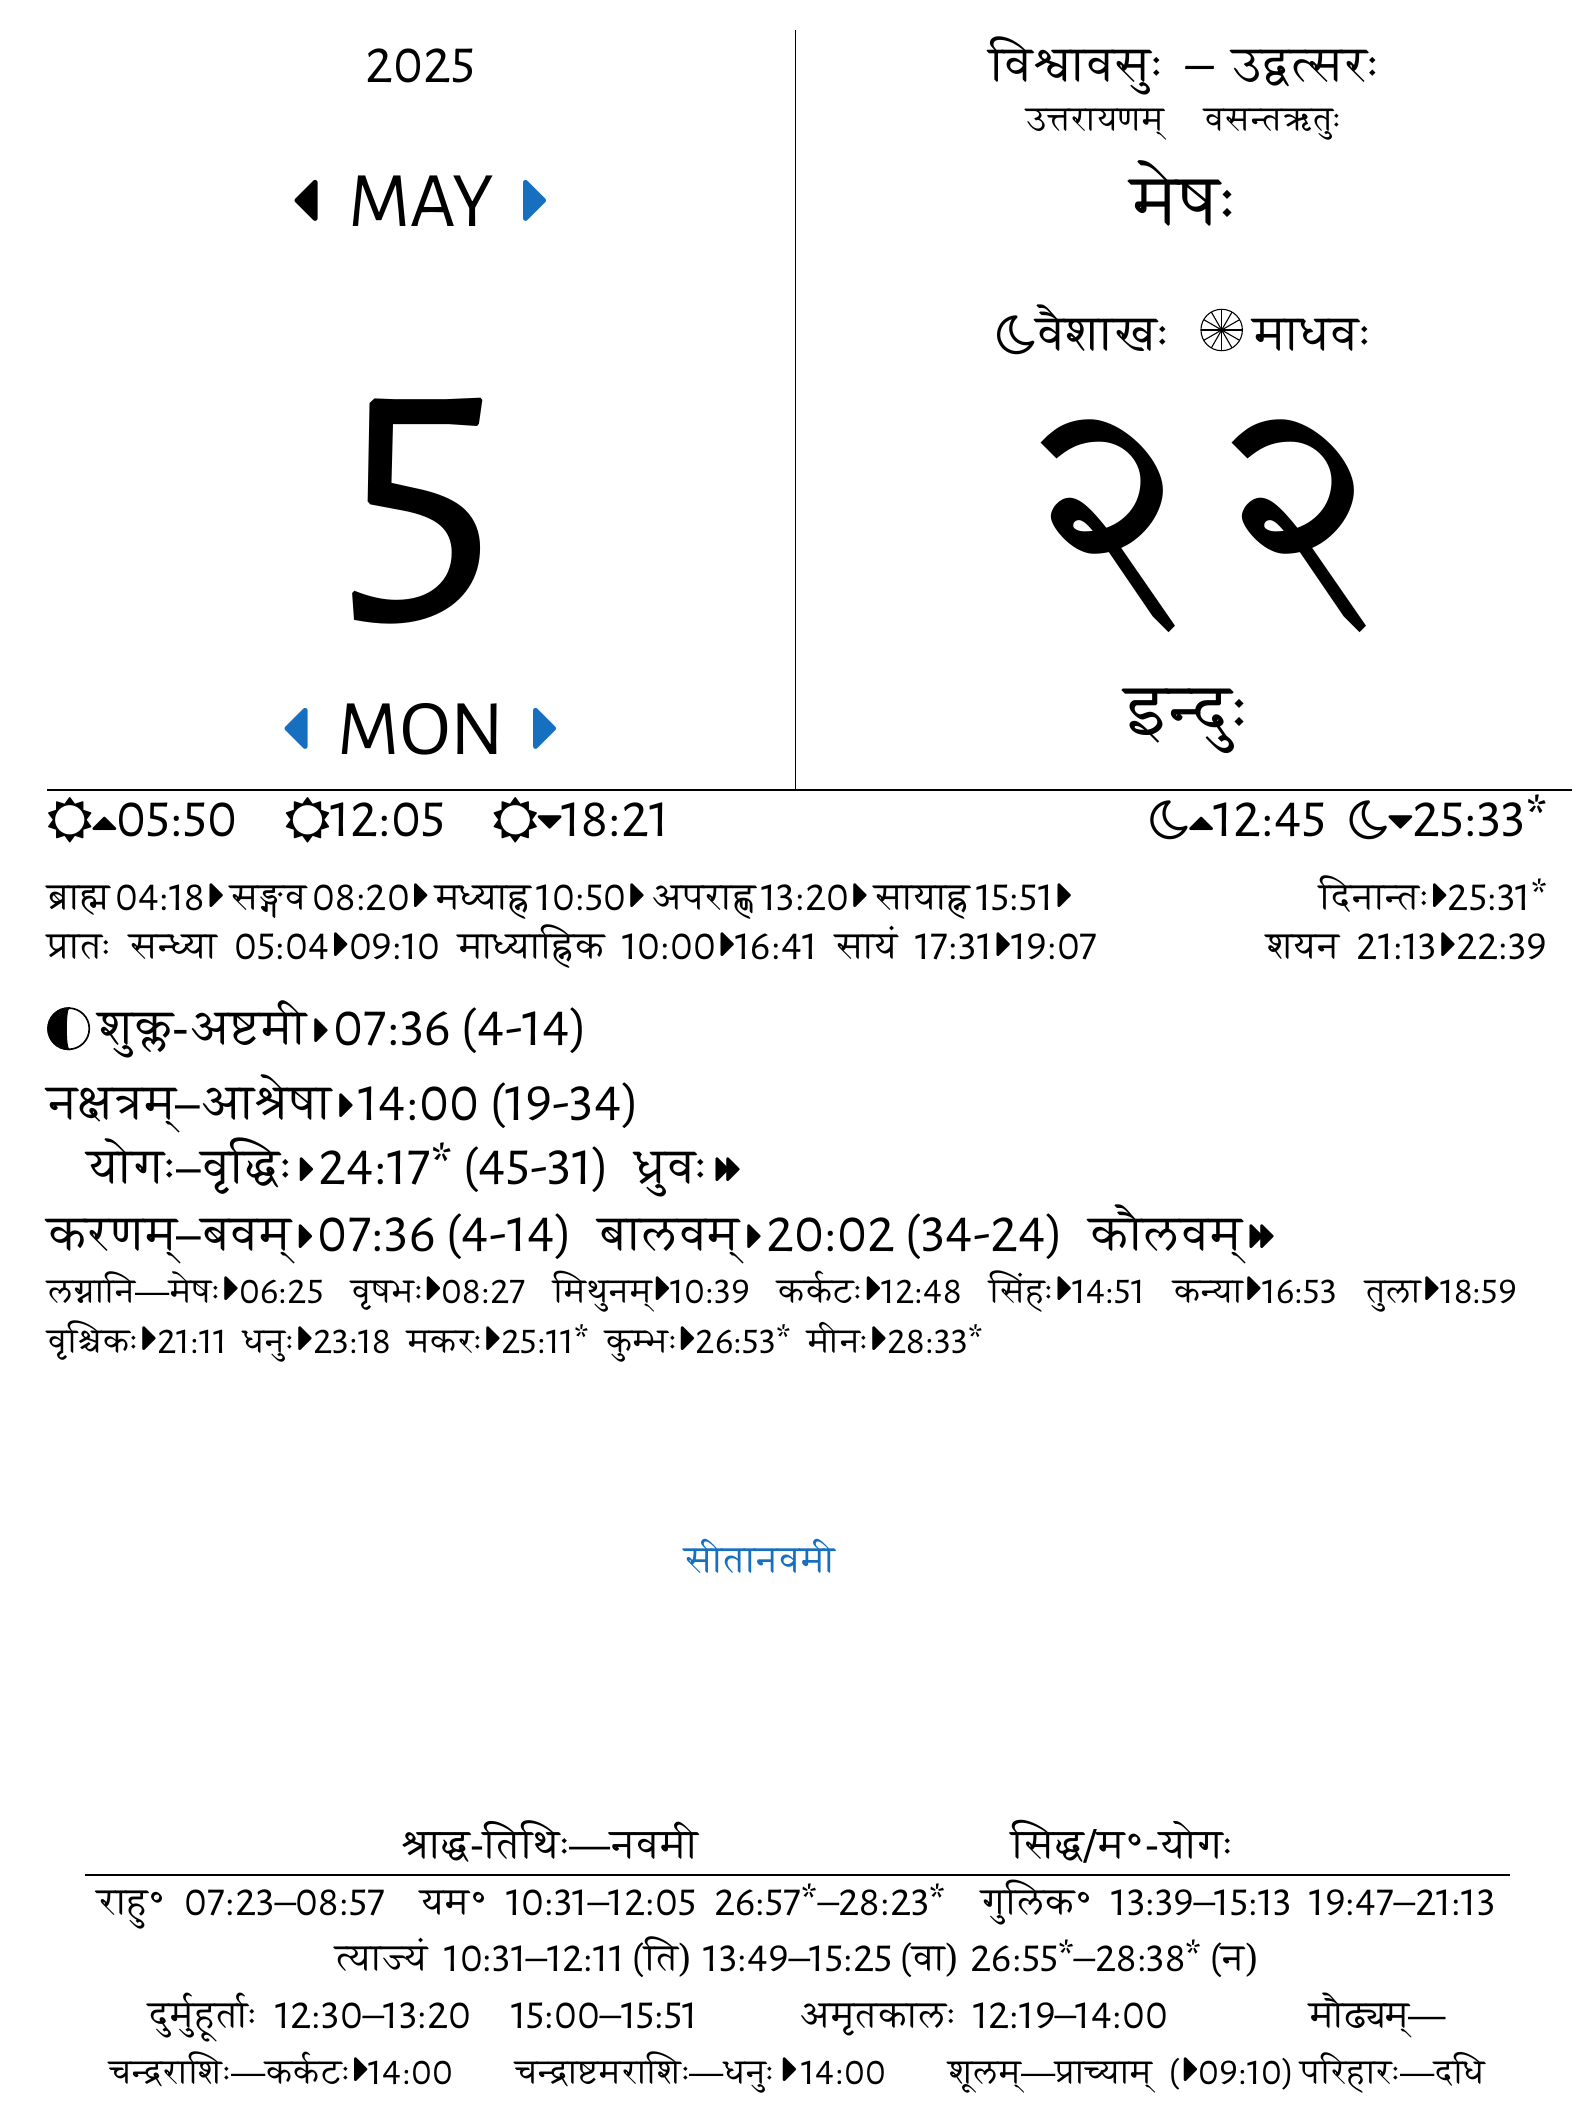 2025
MAY
5
MON
विश्वावसुः – उद्वत्सरः
उत्तरायणम् वसन्तऋतुः
मेषः
वैशाखः माधवः
२२
इन्दुः
05:50 12:05 18:21 12:45 25:33*
ब्राह्म 04:18 सङ्गव 08:20 मध्याह्न 10:50 अपराह्ण 13:20 सायाह्न 15:51 दिनान्तः 25:31*
प्रातः सन्ध्या 05:04 09:10 माध्याह्निक 10:00 16:41 सायं 17:31 19:07 शयन 21:13 22:39
शुक्ल-अष्टमी 07:36 (4-14)
नक्षत्रम्–आश्रेषा 14:00 (19-34)
योगः–वृद्धिः 24:17* (45-31) ध्रुवः
करणम्–बवम् 07:36 (4-14) बालवम् 20:02 (34-24) कौलवम्
लग्नानि—मेषः 06:25 वृषभः 08:27 मिथुनम् 10:39 कर्कटः 12:48 सिंहः 14:51 कन्या 16:53 तुला 18:59
वृश्चिकः 21:11 धनुः 23:18 मकरः 25:11* कुम्भः 26:53* मीनः 28:33*
सीतानवमी
श्राद्ध-तिथिः—नवमी सिद्ध/म॰-योगः
राहु॰ 07:23–08:57 यम॰ 10:31–12:05 26:57*–28:23* गुलिक॰ 13:39–15:13 19:47–21:13
त्याज्यं 10:31–12:11 (ति) 13:49–15:25 (वा) 26:55*–28:38* (न)
दुर्मुहूर्ताः 12:30–13:20 15:00–15:51 अमृतकालः 12:19–14:00 मौढ्यम्—
चन्द्रराशिः—कर्कटः 14:00 चन्द्राष्टमराशिः—धनुः 14:00 शूलम्—प्राच्याम् (09:10) परिहारः—दधि